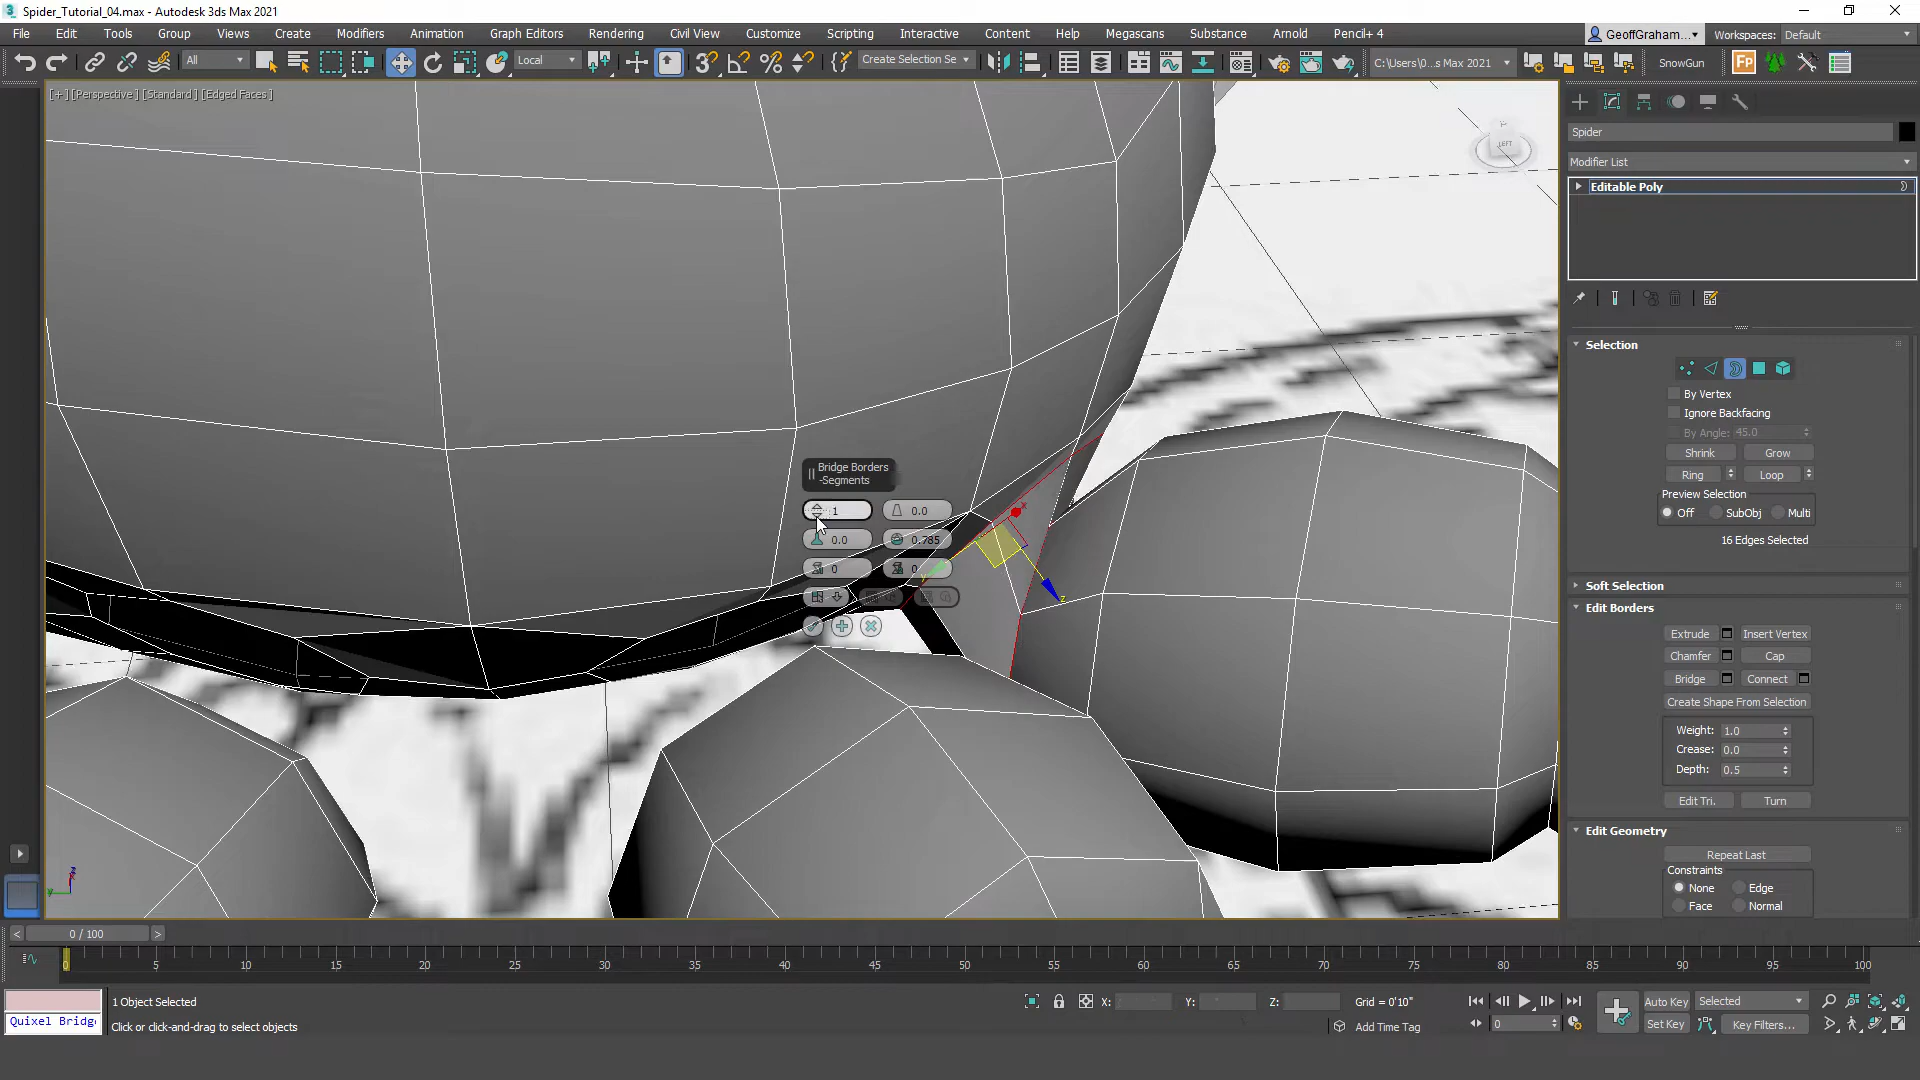 Spider_Tutorial_04.max - Autodesk 3ds Max 2021
File Edit Tools Group Views Create Modifiers Animation Graph Editors Rendering Civil View Customize Scripting Interactive Content Help Megascans Substance Arnold Pencil+ 4
GeoffGraham... Workspaces: Default
All Local Create Selection Se C:\Users\0...s Max 2021 SnowGun
[+] [Perspective] [Standard] [Edged Faces]
LEFT
Spider
Modifier List
Editable Poly
Selection
By Vertex
Ignore Backfacing
By Angle: 45.0
Shrink Grow
Ring Loop
Preview Selection
Off SubObj Multi
16 Edges Selected
Soft Selection
Edit Borders
Extrude Insert Vertex
Chamfer Cap
Bridge Connect
Create Shape From Selection
Weight: 1.0
Crease: 0.0
Depth: 0.5
Edit Tri. Turn
Edit Geometry
Repeat Last
Constraints
None Edge
Face Normal
Bridge Borders
-Segments
1 0.0
0.0 0.785
0 0
x
y
z
z
x
y
< 0 / 100 >
0 5 10 15 20 25 30 35 40 45 50 55 60 65 70 75 80 85 90 95 100
1 Object Selected
X: Y: Z: Grid = 0'10"
Auto Key Selected
Quixel Bridg
Click or click-and-drag to select objects
Add Time Tag
0
Set Key Key Filters...